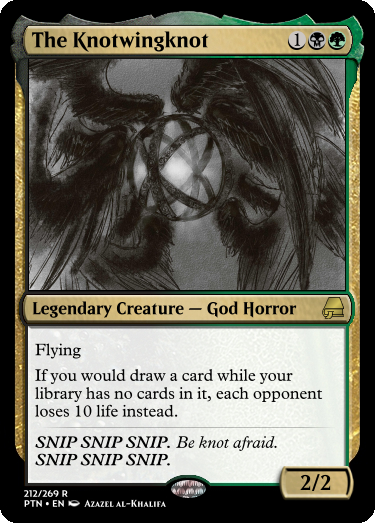 The Knotwingknot 1
Legendary Creature — God Horror
Flying
If you would draw a card while your
library has no cards in it, each opponent
loses 10 life instead.
SNIP SNIP SNIP. Be knot afraid.
SNIP SNIP SNIP.
2/2
212/269 R
PTN • EN Azazel al-Khalifa